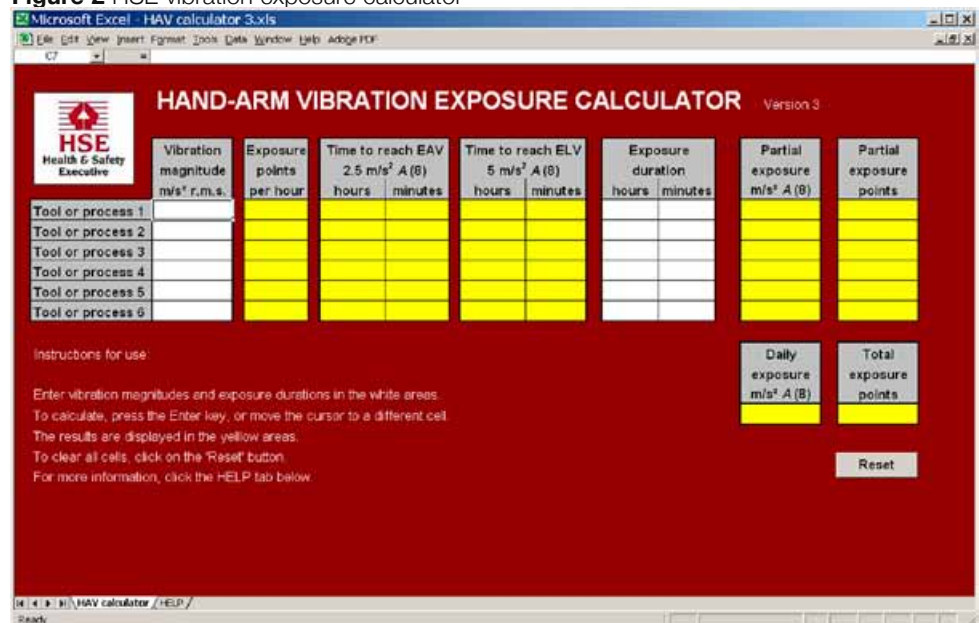 Figure 2 HSE vibration exposure calculator
Microsoft Excel - HAV calculator 3.xls
File Edit View Insert Format Tools Data Window Help Adobe PDF
C7 =
HAND-ARM VIBRATION EXPOSURE CALCULATOR Version 3
HSE
Health & Safety
Executive
Vibration magnitude m/s² r.m.s.
Exposure points per hour
Time to reach EAV 2.5 m/s² A(8) hours minutes
Time to reach ELV 5 m/s² A(8) hours minutes
Exposure duration hours minutes
Partial exposure m/s² A(8)
Partial exposure points
Tool or process 1
Tool or process 2
Tool or process 3
Tool or process 4
Tool or process 5
Tool or process 6
Instructions for use:
Enter vibration magnitudes and exposure durations in the white areas.
To calculate, press the Enter key, or move the cursor to a different cell.
The results are displayed in the yellow areas.
To clear all cells, click on the 'Reset' button.
For more information, click the HELP tab below.
Daily exposure m/s² A(8)
Total exposure points
Reset
HAV calculator / HELP /
Ready